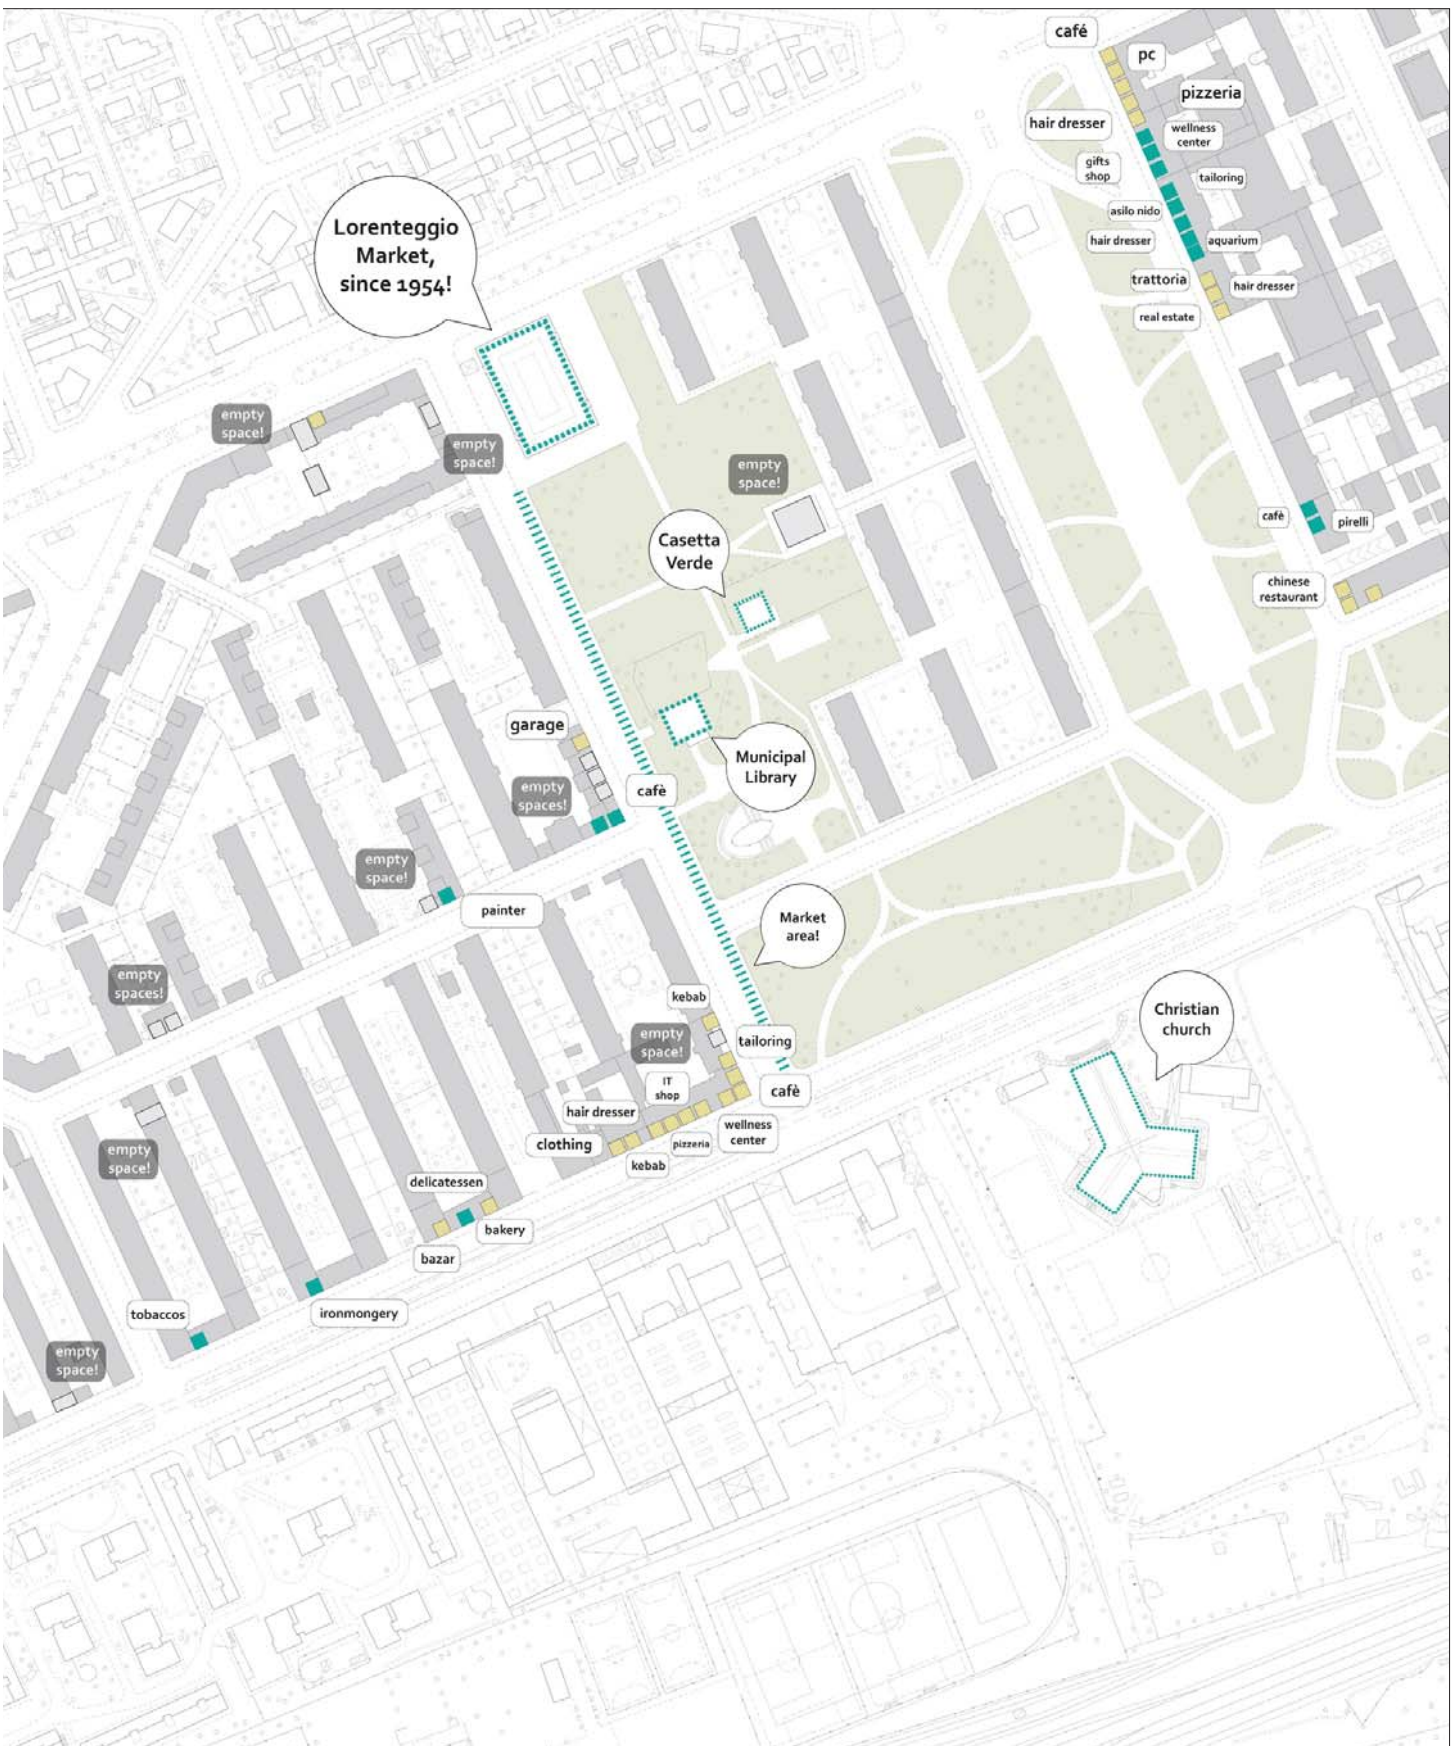 café
pc
pizzeria
hair dresser
wellness
center
gifts
shop
tailoring
asilo nido
hair dresser
aquarium
trattoria
hair dresser
real estate
Lorenteggio
Market,
since 1954!
empty
space!
empty
space!
empty
space!
cafè
pirelli
Casetta
Verde
chinese
restaurant
garage
Municipal
Library
empty
spaces!
cafè
empty
space!
painter
Market
area!
empty
spaces!
kebab
Christian
church
empty
space!
tailoring
IT
shop
cafè
hair dresser
wellness
center
clothing
pizzeria
kebab
empty
space!
delicatessen
bakery
bazar
tobaccos
ironmongery
empty
space!